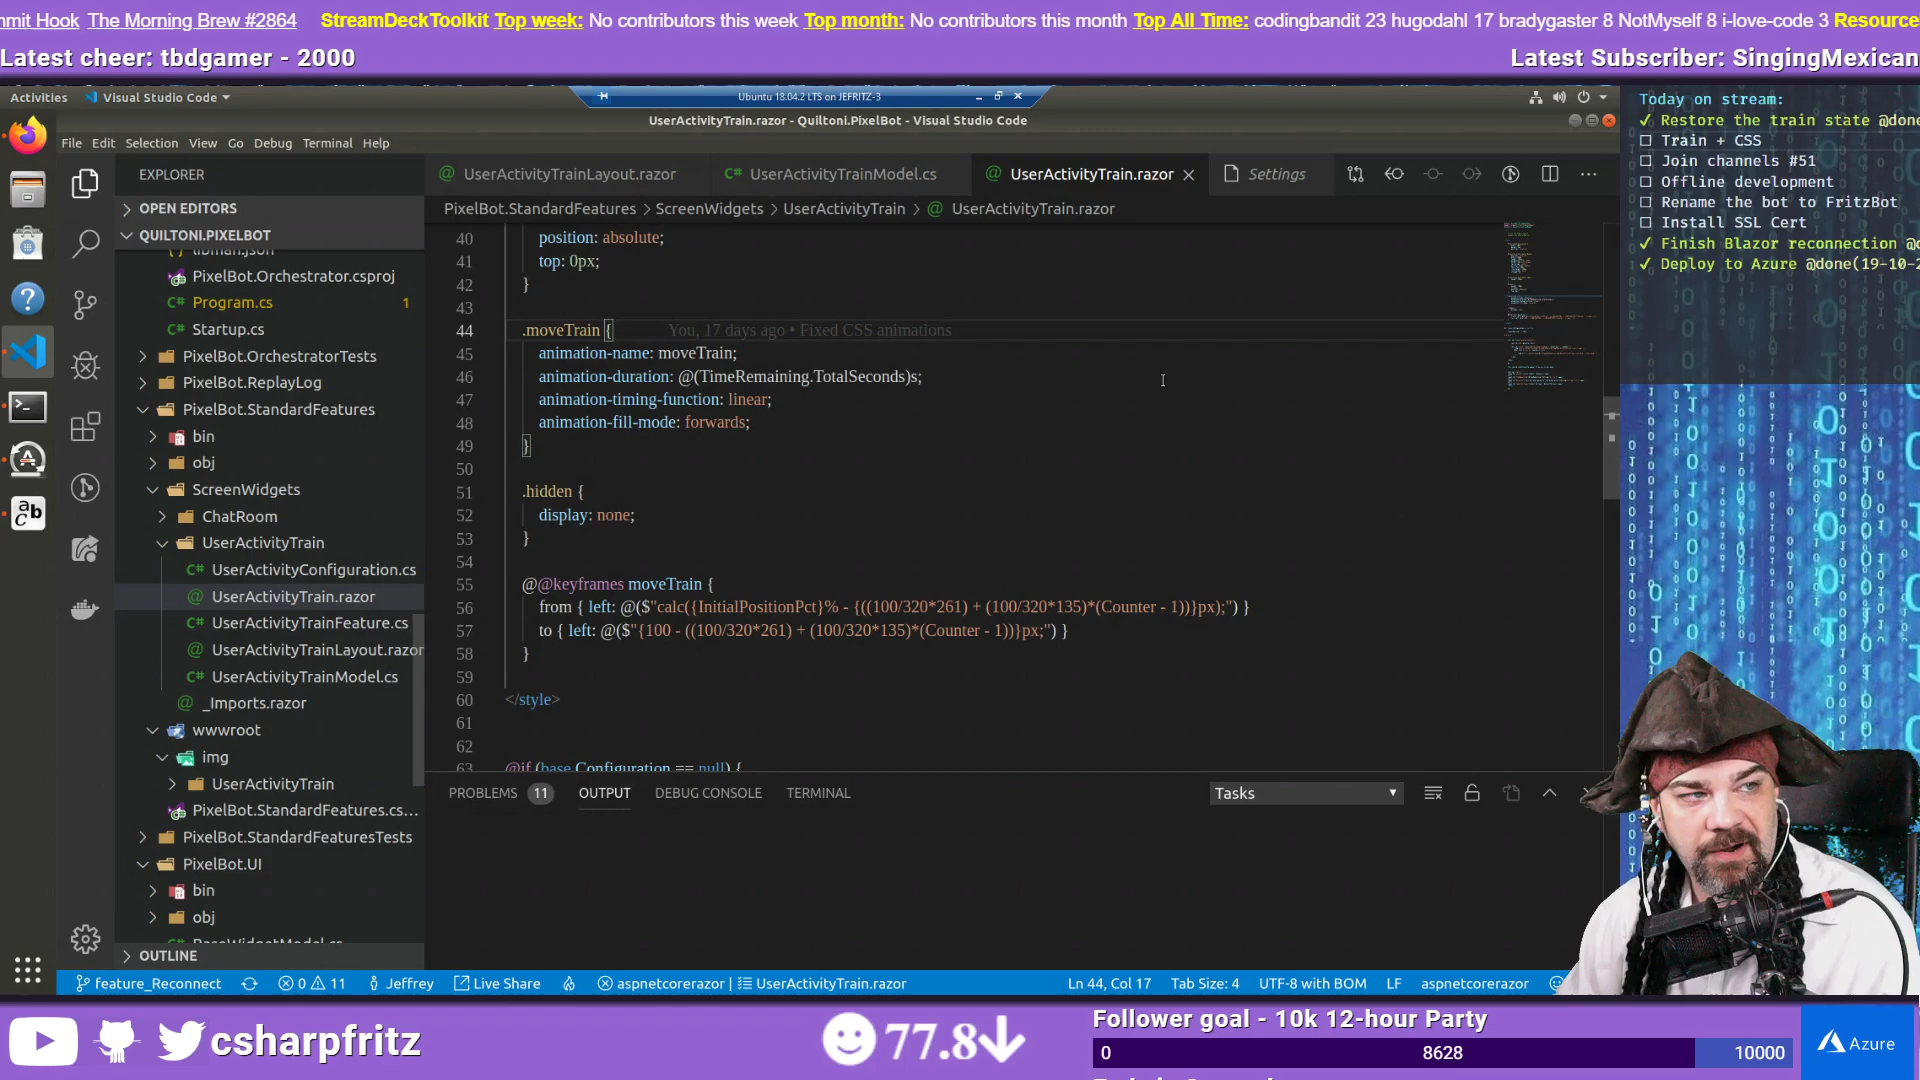 mmit Hook The Morning Brew #2864 StreamDeckToolkit Top week: No contributors this week Top month: No contributors this month Top All Time: codingbandit 23 hugodahl 17 bradygaster 8 NotMyself 8 i-love-code 3 Resource
Latest cheer: tbdgamer - 2000
Latest Subscriber: SingingMexican
Activities
Visual Studio Code
Ubuntu 18.04.2 LTS on JEFRITZ-3
UserActivityTrain.razor - Quiltoni.PixelBot - Visual Studio Code
File Edit Selection View Go Debug Terminal Help
EXPLORER
OPEN EDITORS
QUILTONI.PIXELBOT
libman.json
PixelBot.Orchestrator.csproj
Program.cs 1
Startup.cs
PixelBot.OrchestratorTests
PixelBot.ReplayLog
PixelBot.StandardFeatures
bin
obj
ScreenWidgets
ChatRoom
UserActivityTrain
UserActivityConfiguration.cs
UserActivityTrain.razor
UserActivityTrainFeature.cs
UserActivityTrainLayout.razor
UserActivityTrainModel.cs
_Imports.razor
wwwroot
img
UserActivityTrain
PixelBot.StandardFeatures.cs...
PixelBot.StandardFeaturesTests
PixelBot.UI
bin
obj
BaseWidgetModel.cs
OUTLINE
UserActivityTrainLayout.razor
UserActivityTrainModel.cs
UserActivityTrain.razor
Settings
PixelBot.StandardFeatures > ScreenWidgets > UserActivityTrain > UserActivityTrain.razor
40 position: absolute;
41 top: 0px;
42 }
43
44 .moveTrain { You, 17 days ago • Fixed CSS animations
45 animation-name: moveTrain;
46 animation-duration: @(TimeRemaining.TotalSeconds)s;
47 animation-timing-function: linear;
48 animation-fill-mode: forwards;
49 }
50
51 .hidden {
52 display: none;
53 }
54
55 @@keyframes moveTrain {
56 from { left: @($"calc({InitialPositionPct}% - {((100/320*261) + (100/320*135)*(Counter - 1))}px);") }
57 to { left: @($"{100 - ((100/320*261) + (100/320*135)*(Counter - 1))}px;") }
58 }
59
60 </style>
61
62
63 @if (base.Configuration == null) {
PROBLEMS 11 OUTPUT DEBUG CONSOLE TERMINAL
Tasks
feature_Reconnect
0 11
Jeffrey
Live Share
aspnetcorerazor | UserActivityTrain.razor
Ln 44, Col 17
Tab Size: 4
UTF-8 with BOM
LF
aspnetcorerazor
Today on stream:
✓ Restore the train state @done
☐ Train + CSS
☐ Join channels #51
☐ Offline development
☐ Rename the bot to FritzBot
☐ Install SSL Cert
✓ Finish Blazor reconnection @d
✓ Deploy to Azure @done(19-10-2
csharpfritz
77.8
Follower goal - 10k 12-hour Party
0 8628 10000
Azure